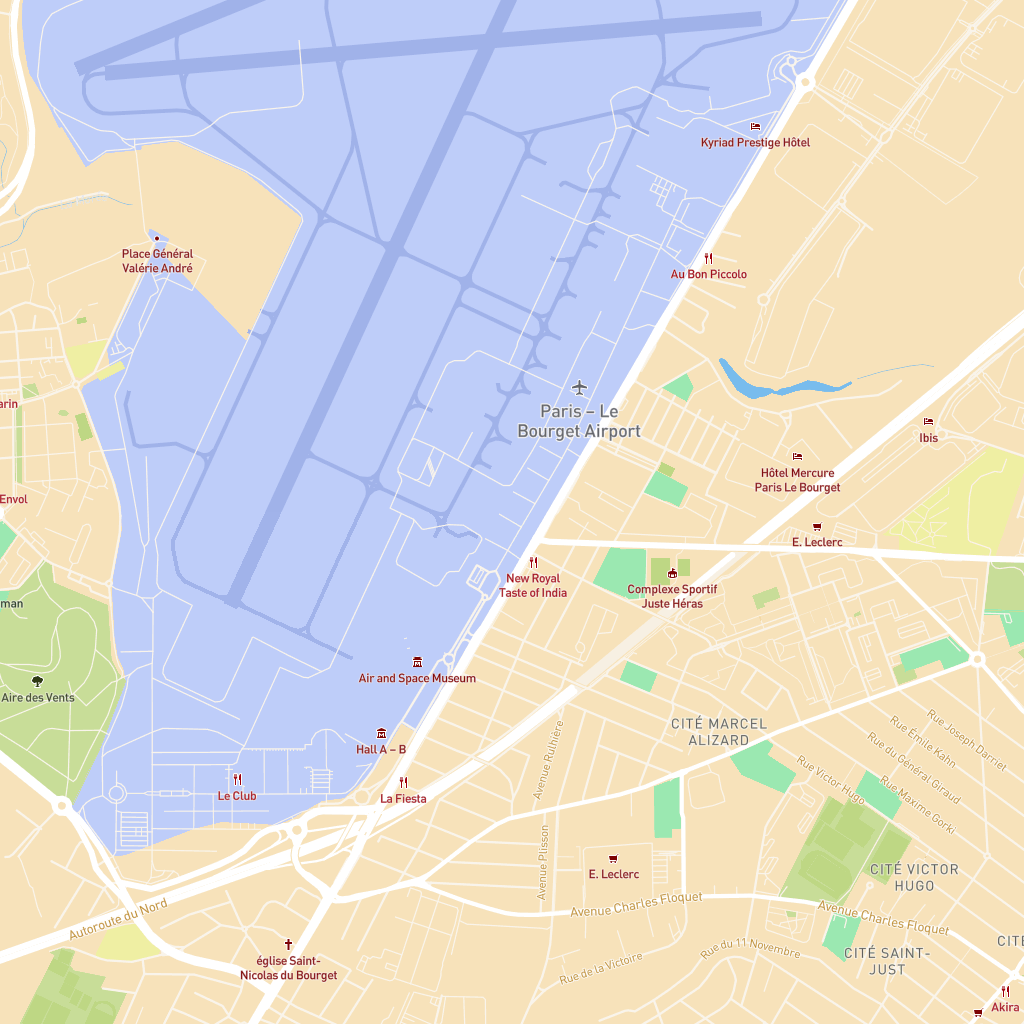 Kyriad Prestige Hôtel
Place Général
Valérie André
Au Bon Piccolo
Paris – Le
Bourget Airport
arin
Ibis
Hôtel Mercure
Paris Le Bourget
Envol
E. Leclerc
New Royal
Taste of India
Complexe Sportif
Juste Héras
man
Air and Space Museum
Aire des Vents
CITÉ MARCEL
ALIZARD
Rue Joseph Darriet
Rue Émile Kahn
Rue du Général Giraud
Hall A – B
Avenue Rulhière
Rue Victor Hugo
Rue Maxime Gorki
Le Club
La Fiesta
Avenue Plisson
E. Leclerc
CITÉ VICTOR
HUGO
Avenue Charles Floquet
Avenue Charles Floquet
Autoroute du Nord
Rue du 11 Novembre
CITÉ
église Saint-
Nicolas du Bourget
Rue de la Victoire
CITÉ SAINT-
JUST
Akira